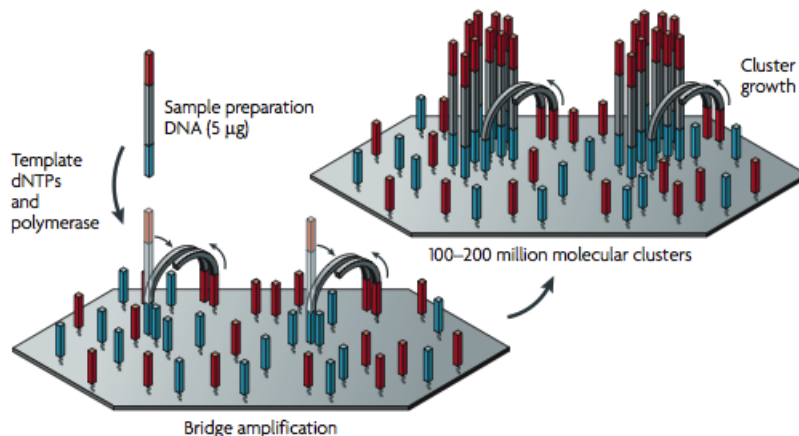 Sample preparation
DNA (5 µg)
Template
dNTPs
and
polymerase
Cluster
growth
100–200 million molecular clusters
Bridge amplification